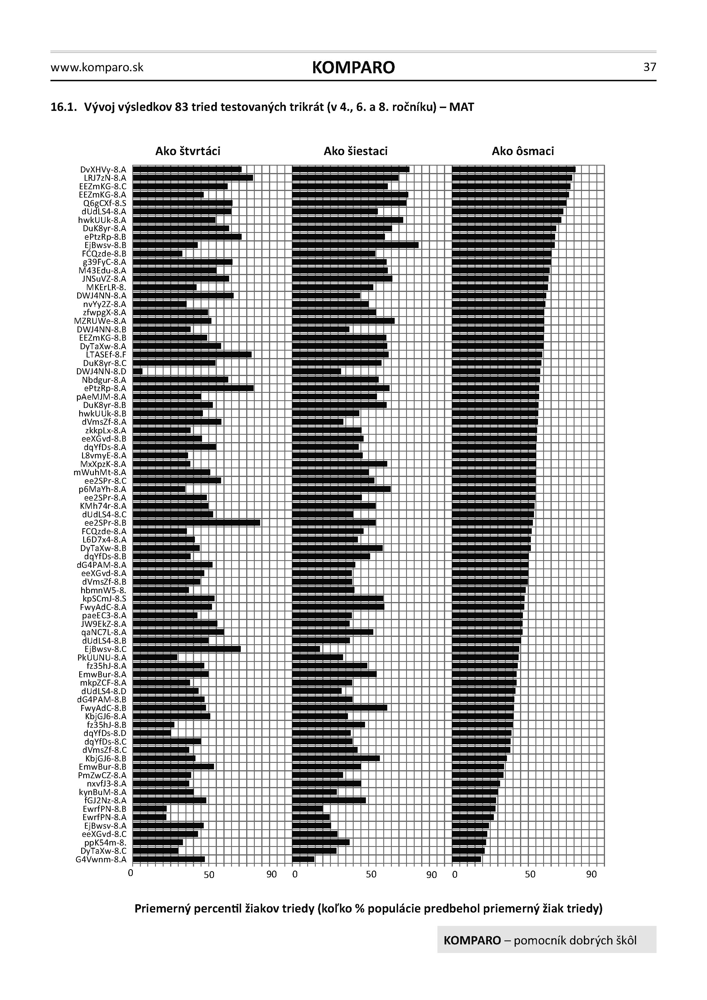 www.komparo.sk KOMPARO 37
16.1. Vývoj výsledkov 83 tried testovaných trikrát (v 4., 6. a 8. ročníku) – MAT
Ako štvrtáci Ako šiestaci Ako ôsmaci
DvXHVy-8.A
LRJ7zN-8.A
EEZmKG-8.C
EEZmKG-8.A
Q6gCXf-8.S
dUdLS4-8.A
hwkUUk-8.A
DuK8yr-8.A
ePtzRp-8.B
EjBwsv-8.B
FCQzde-8.B
g39FyC-8.A
M43Edu-8.A
JNSuVZ-8.A
MKErLR-8.
DWJ4NN-8.A
nvYy2Z-8.A
zfwpgX-8.A
MZRUWe-8.A
DWJ4NN-8.B
EEZmKG-8.B
DyTaXw-8.A
LTASEf-8.F
DuK8yr-8.C
DWJ4NN-8.D
Nbdgur-8.A
ePtzRp-8.A
pAeMJM-8.A
DuK8yr-8.B
hwkUUk-8.B
dVmsZf-8.A
zkkpLx-8.A
eeXGvd-8.B
dqYfDs-8.A
L8vmyE-8.A
MxXpzK-8.A
mWuhMt-8.A
ee2SPr-8.C
p6MaYh-8.A
ee2SPr-8.A
KMh74r-8.A
dUdLS4-8.C
ee2SPr-8.B
FCQzde-8.A
L6D7x4-8.A
DyTaXw-8.B
dqYfDs-8.B
dG4PAM-8.A
eeXGvd-8.A
dVmsZf-8.B
hbmnW5-8.
kpSCmJ-8.S
FwyAdC-8.A
paeEC3-8.A
JW9EkZ-8.A
qaNC7L-8.A
dUdLS4-8.B
EjBwsv-8.C
PkUUNU-8.A
fz35hJ-8.A
EmwBur-8.A
mkpZCF-8.A
dUdLS4-8.D
dG4PAM-8.B
FwyAdC-8.B
KbjGJ6-8.A
fz35hJ-8.B
dqYfDs-8.D
dqYfDs-8.C
dVmsZf-8.C
KbjGJ6-8.B
EmwBur-8.B
PmZwCZ-8.A
nxvfJ3-8.A
kynBuM-8.A
fGJ2Nz-8.A
EwrfPN-8.B
EwrfPN-8.A
EjBwsv-8.A
eeXGvd-8.C
ppK54m-8.
DyTaXw-8.C
G4Vwnm-8.A
0 50 90 0 50 90 0 50 90
Priemerný percentil žiakov triedy (koľko % populácie predbehol priemerný žiak triedy)
KOMPARO – pomocník dobrých škôl